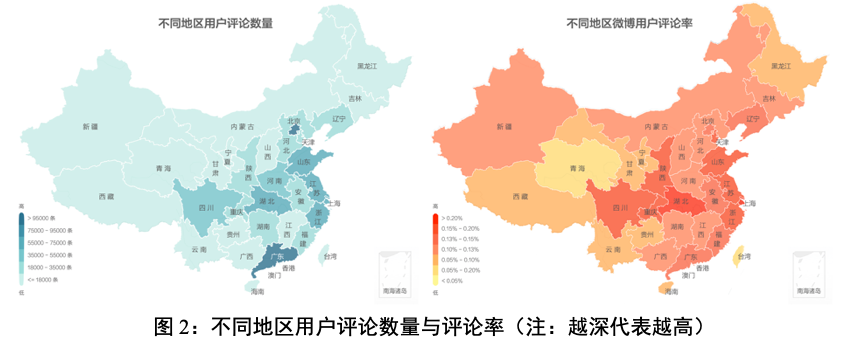 不同地区用户评论数量
黑龙江
吉林
辽宁
新疆
内蒙古
北京
天津
河北
山西
山东
宁夏
青海
甘肃
陕西
河南
江苏
安徽
上海
西藏
四川
重庆
湖北
浙江
湖南
江西
福建
贵州
云南
广西
广东
香港
澳门
台湾
海南
南海诸岛
高
> 95000 条
75000 - 95000 条
55000 - 75000 条
35000 - 55000 条
18000 - 35000 条
<= 18000 条
低
不同地区微博用户评论率
黑龙江
吉林
辽宁
新疆
内蒙古
北京
天津
河北
山西
山东
宁夏
青海
甘肃
陕西
河南
江苏
安徽
上海
西藏
四川
重庆
湖北
浙江
湖南
江西
福建
贵州
云南
广西
广东
香港
澳门
台湾
海南
南海诸岛
高
> 0.20%
0.15% - 0.20%
0.13% - 0.15%
0.10% - 0.13%
0.05% - 0.10%
0.05% - 0.20%
< 0.05%
低
图 2：不同地区用户评论数量与评论率（注：越深代表越高）